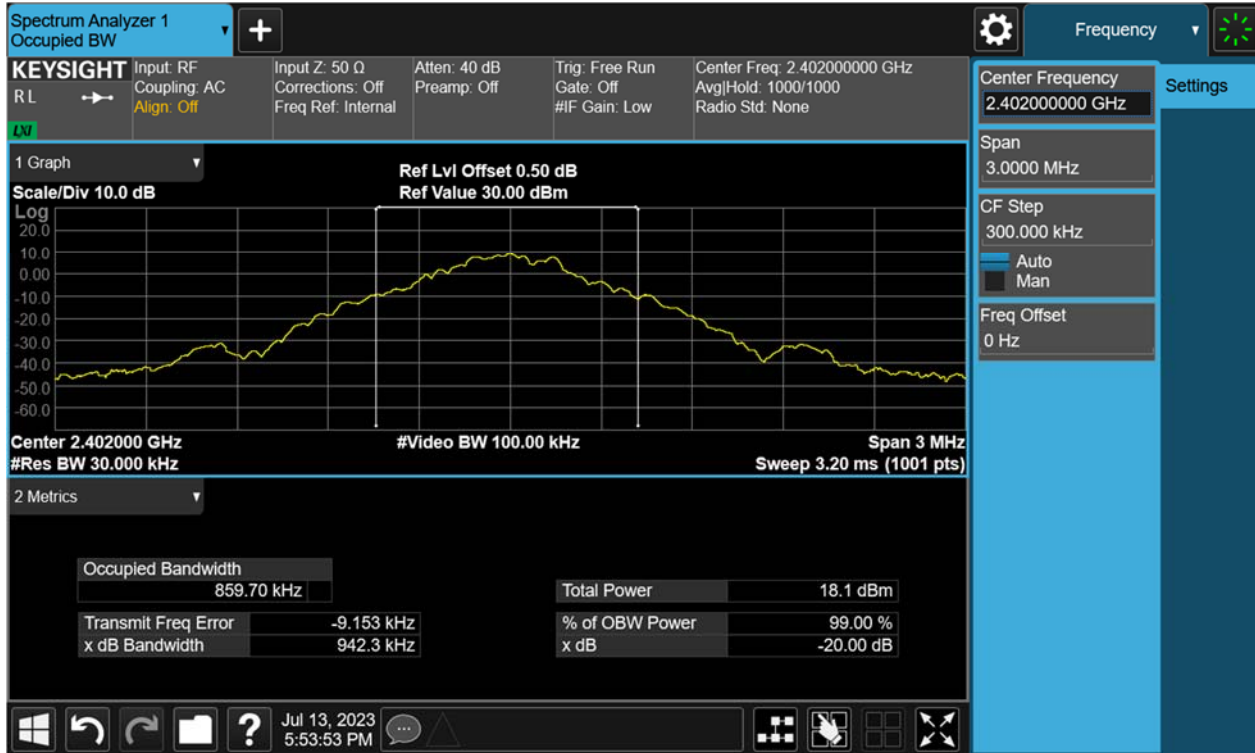 Spectrum Analyzer 1
Occupied BW
+
Frequency
KEYSIGHT
R L
LXI
Input: RF
Coupling: AC
Align: Off
Input Z: 50 Ω
Corrections: Off
Freq Ref: Internal
Atten: 40 dB
Preamp: Off
Trig: Free Run
Gate: Off
#IF Gain: Low
Center Freq: 2.402000000 GHz
Avg|Hold: 1000/1000
Radio Std: None
1 Graph
Scale/Div 10.0 dB
Ref Lvl Offset 0.50 dB
Ref Value 30.00 dBm
Log
20.0
10.0
0.00
-10.0
-20.0
-30.0
-40.0
-50.0
-60.0
Center 2.402000 GHz
#Video BW 100.00 kHz
Span 3 MHz
#Res BW 30.000 kHz
Sweep 3.20 ms (1001 pts)
2 Metrics
Occupied Bandwidth
859.70 kHz
Total Power 18.1 dBm
Transmit Freq Error -9.153 kHz
% of OBW Power 99.00 %
x dB Bandwidth 942.3 kHz
x dB -20.00 dB
Center Frequency
2.402000000 GHz
Settings
Span
3.0000 MHz
CF Step
300.000 kHz
Auto
Man
Freq Offset
0 Hz
?
Jul 13, 2023
5:53:53 PM